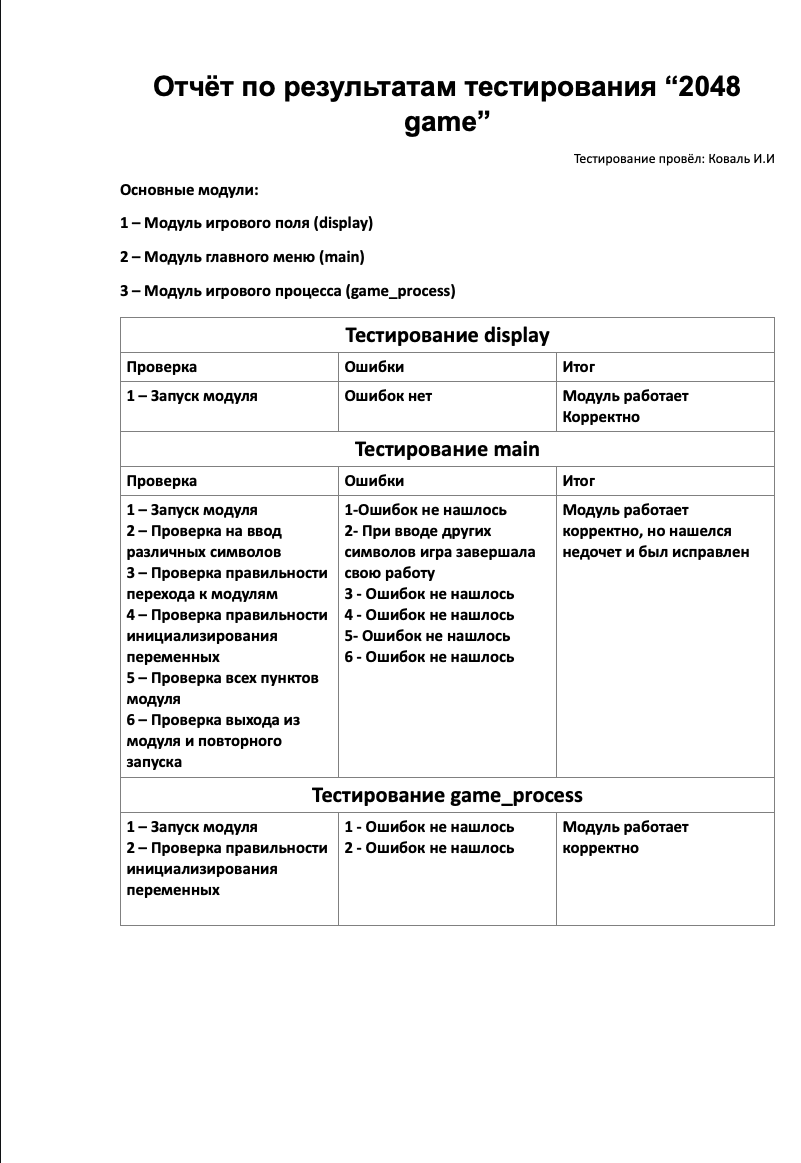 Отчёт по результатам тестирования “2048
game”
Тестирование провёл: Коваль И.И
Основные модули:
1 – Модуль игрового поля (display)
2 – Модуль главного меню (main)
3 – Модуль игрового процесса (game_process)
Тестирование display
Проверка
Ошибки
Итог
1 – Запуск модуля
Ошибок нет
Модуль работает
Корректно
Тестирование main
Проверка
Ошибки
Итог
1 – Запуск модуля
2 – Проверка на ввод
различных символов
3 – Проверка правильности
перехода к модулям
4 – Проверка правильности
инициализирования
переменных
5 – Проверка всех пунктов
модуля
6 – Проверка выхода из
модуля и повторного
запуска
1-Ошибок не нашлось
2- При вводе других
символов игра завершала
свою работу
3 - Ошибок не нашлось
4 - Ошибок не нашлось
5- Ошибок не нашлось
6 - Ошибок не нашлось
Модуль работает
корректно, но нашелся
недочет и был исправлен
Тестирование game_process
1 – Запуск модуля
2 – Проверка правильности
инициализирования
переменных
1 - Ошибок не нашлось
2 - Ошибок не нашлось
Модуль работает
корректно